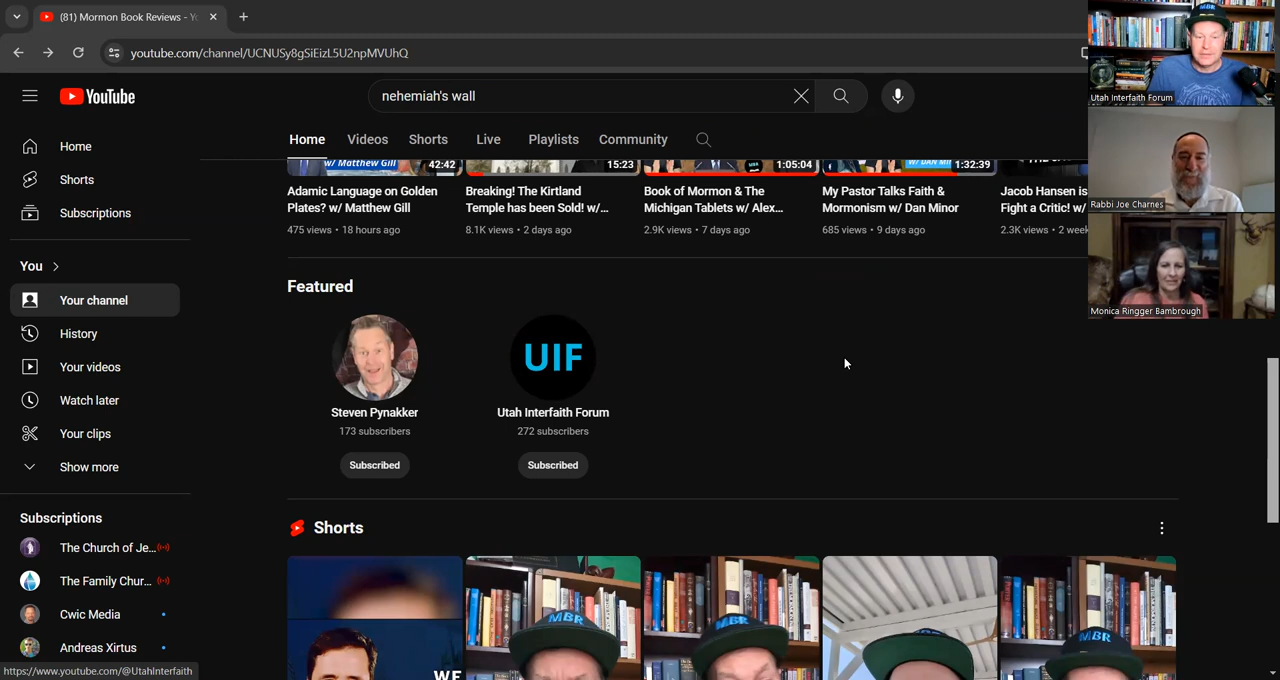 (81) Mormon Book Reviews - Yo
youtube.com/channel/UCNUSy8gSiEizL5U2npMVUhQ
MBR
Utah Interfaith Forum
YouTube
nehemiah's wall
Home
Videos
Shorts
Live
Playlists
Community
Home
Shorts
Subscriptions
You
Your channel
History
Your videos
Watch later
Your clips
Show more
Subscriptions
The Church of Je...
The Family Chur...
Cwic Media
Andreas Xirtus
w/ Matthew Gill
42:42
15:23
1:05:04
W/ DAN MI
1:32:39
Adamic Language on Golden
Plates? w/ Matthew Gill
475 views • 18 hours ago
Breaking! The Kirtland
Temple has been Sold! w/...
8.1K views • 2 days ago
Book of Mormon & The
Michigan Tablets w/ Alex...
2.9K views • 7 days ago
My Pastor Talks Faith &
Mormonism w/ Dan Minor
685 views • 9 days ago
Jacob Hansen is
Fight a Critic! w/
2.3K views • 2 week
Rabbi Joe Charnes
Monica Ringger Bambrough
Featured
UIF
Steven Pynakker
173 subscribers
Subscribed
Utah Interfaith Forum
272 subscribers
Subscribed
Shorts
WE
MBR
MBR
MBR
https://www.youtube.com/@UtahInterfaith